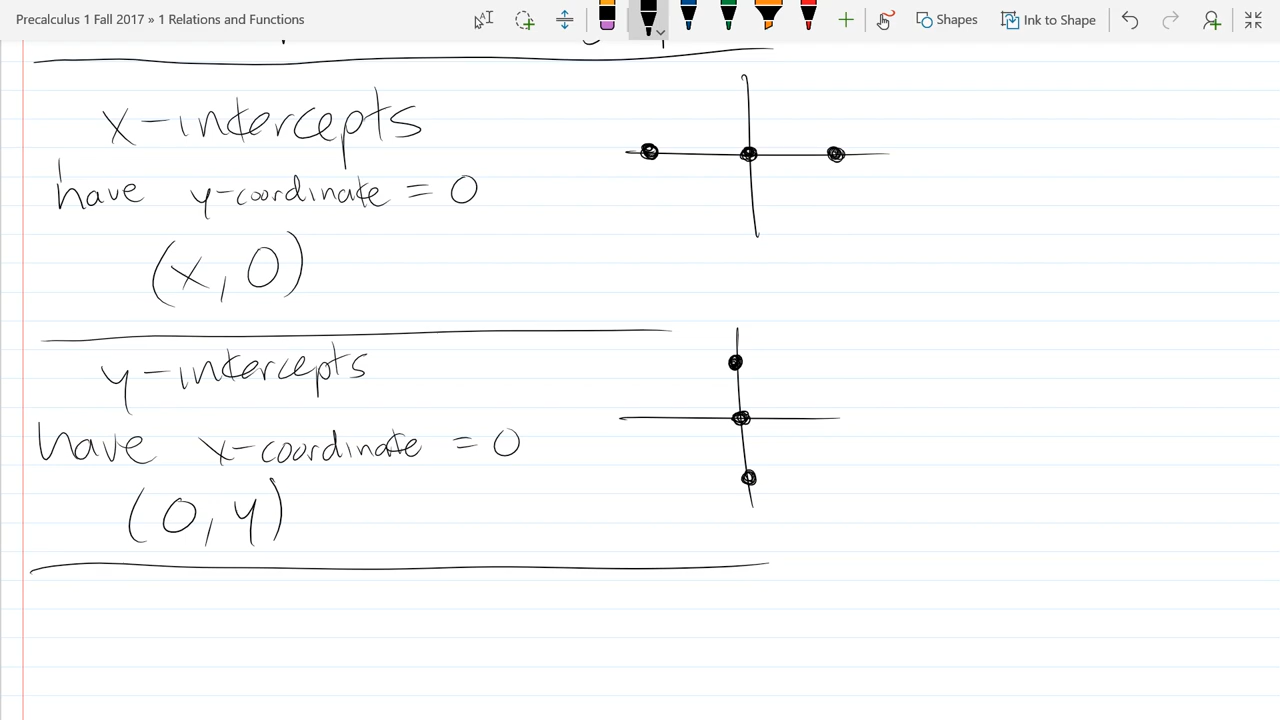 Precalculus 1 Fall 2017 » 1 Relations and Functions
Shapes
Ink to Shape
x-intercepts
have y-coordinate = 0
(x, 0)
y-intercepts
have x-coordinate = 0
(0, y)